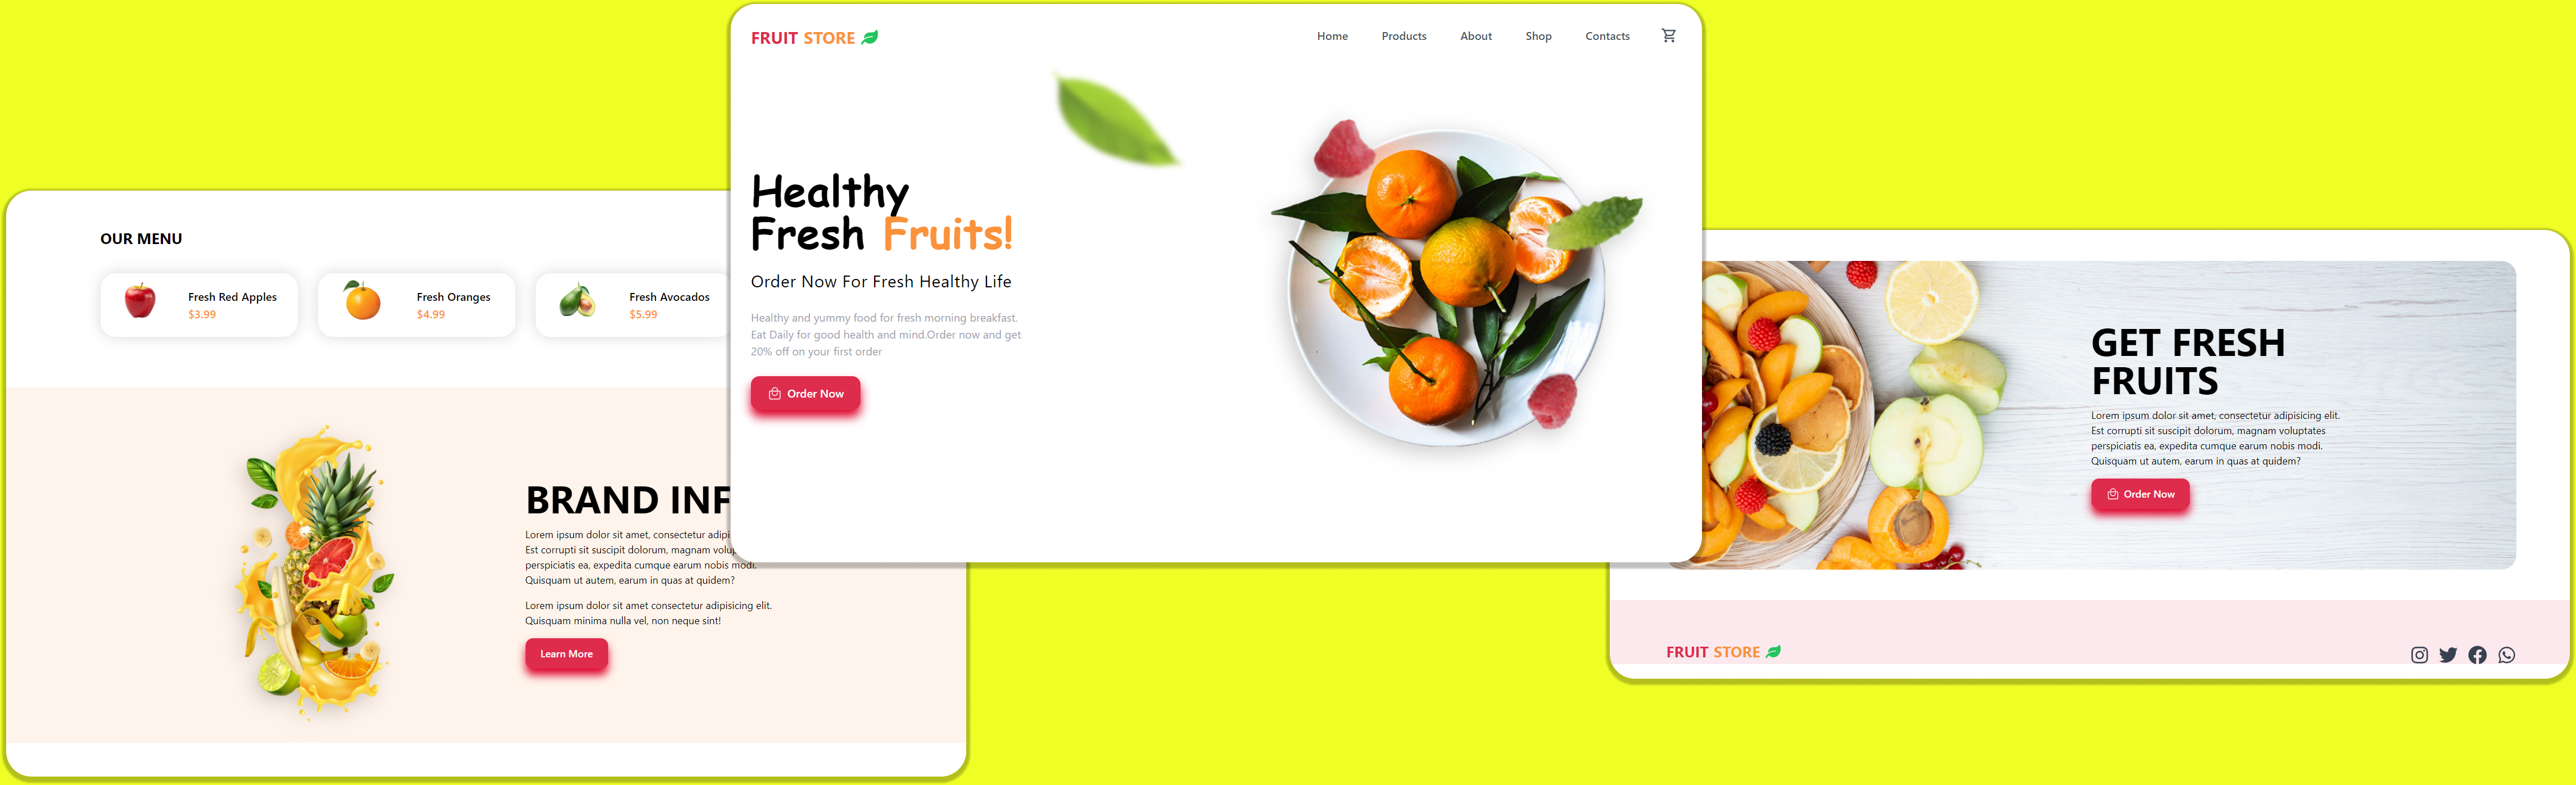 FRUIT STORE
Home Products About Shop Contacts
Healthy
Fresh Fruits!
Order Now For Fresh Healthy Life
Healthy and yummy food for fresh morning breakfast.
Eat Daily for good health and mind.Order now and get
20% off on your first order
Order Now
OUR MENU
Fresh Red Apples
$3.99
Fresh Oranges
$4.99
Fresh Avocados
$5.99
BRAND
Lorem ipsum dolor sit amet, consectetur
Est corrupti sit suscipit dolorum, magnam
perspiciatis ea, expedita cumque earum nobis modi.
Quisquam ut autem, earum in quas at quidem?
Lorem ipsum dolor sit amet consectetur adipisicing elit.
Quisquam minima nulla vel, non neque sint!
Learn More
GET FRESH
FRUITS
Lorem ipsum dolor sit amet, consectetur adipisicing elit.
Est corrupti sit suscipit dolorum, magnam voluptates
perspiciatis ea, expedita cumque earum nobis modi.
Quisquam ut autem, earum in quas at quidem?
Order Now
FRUIT STORE